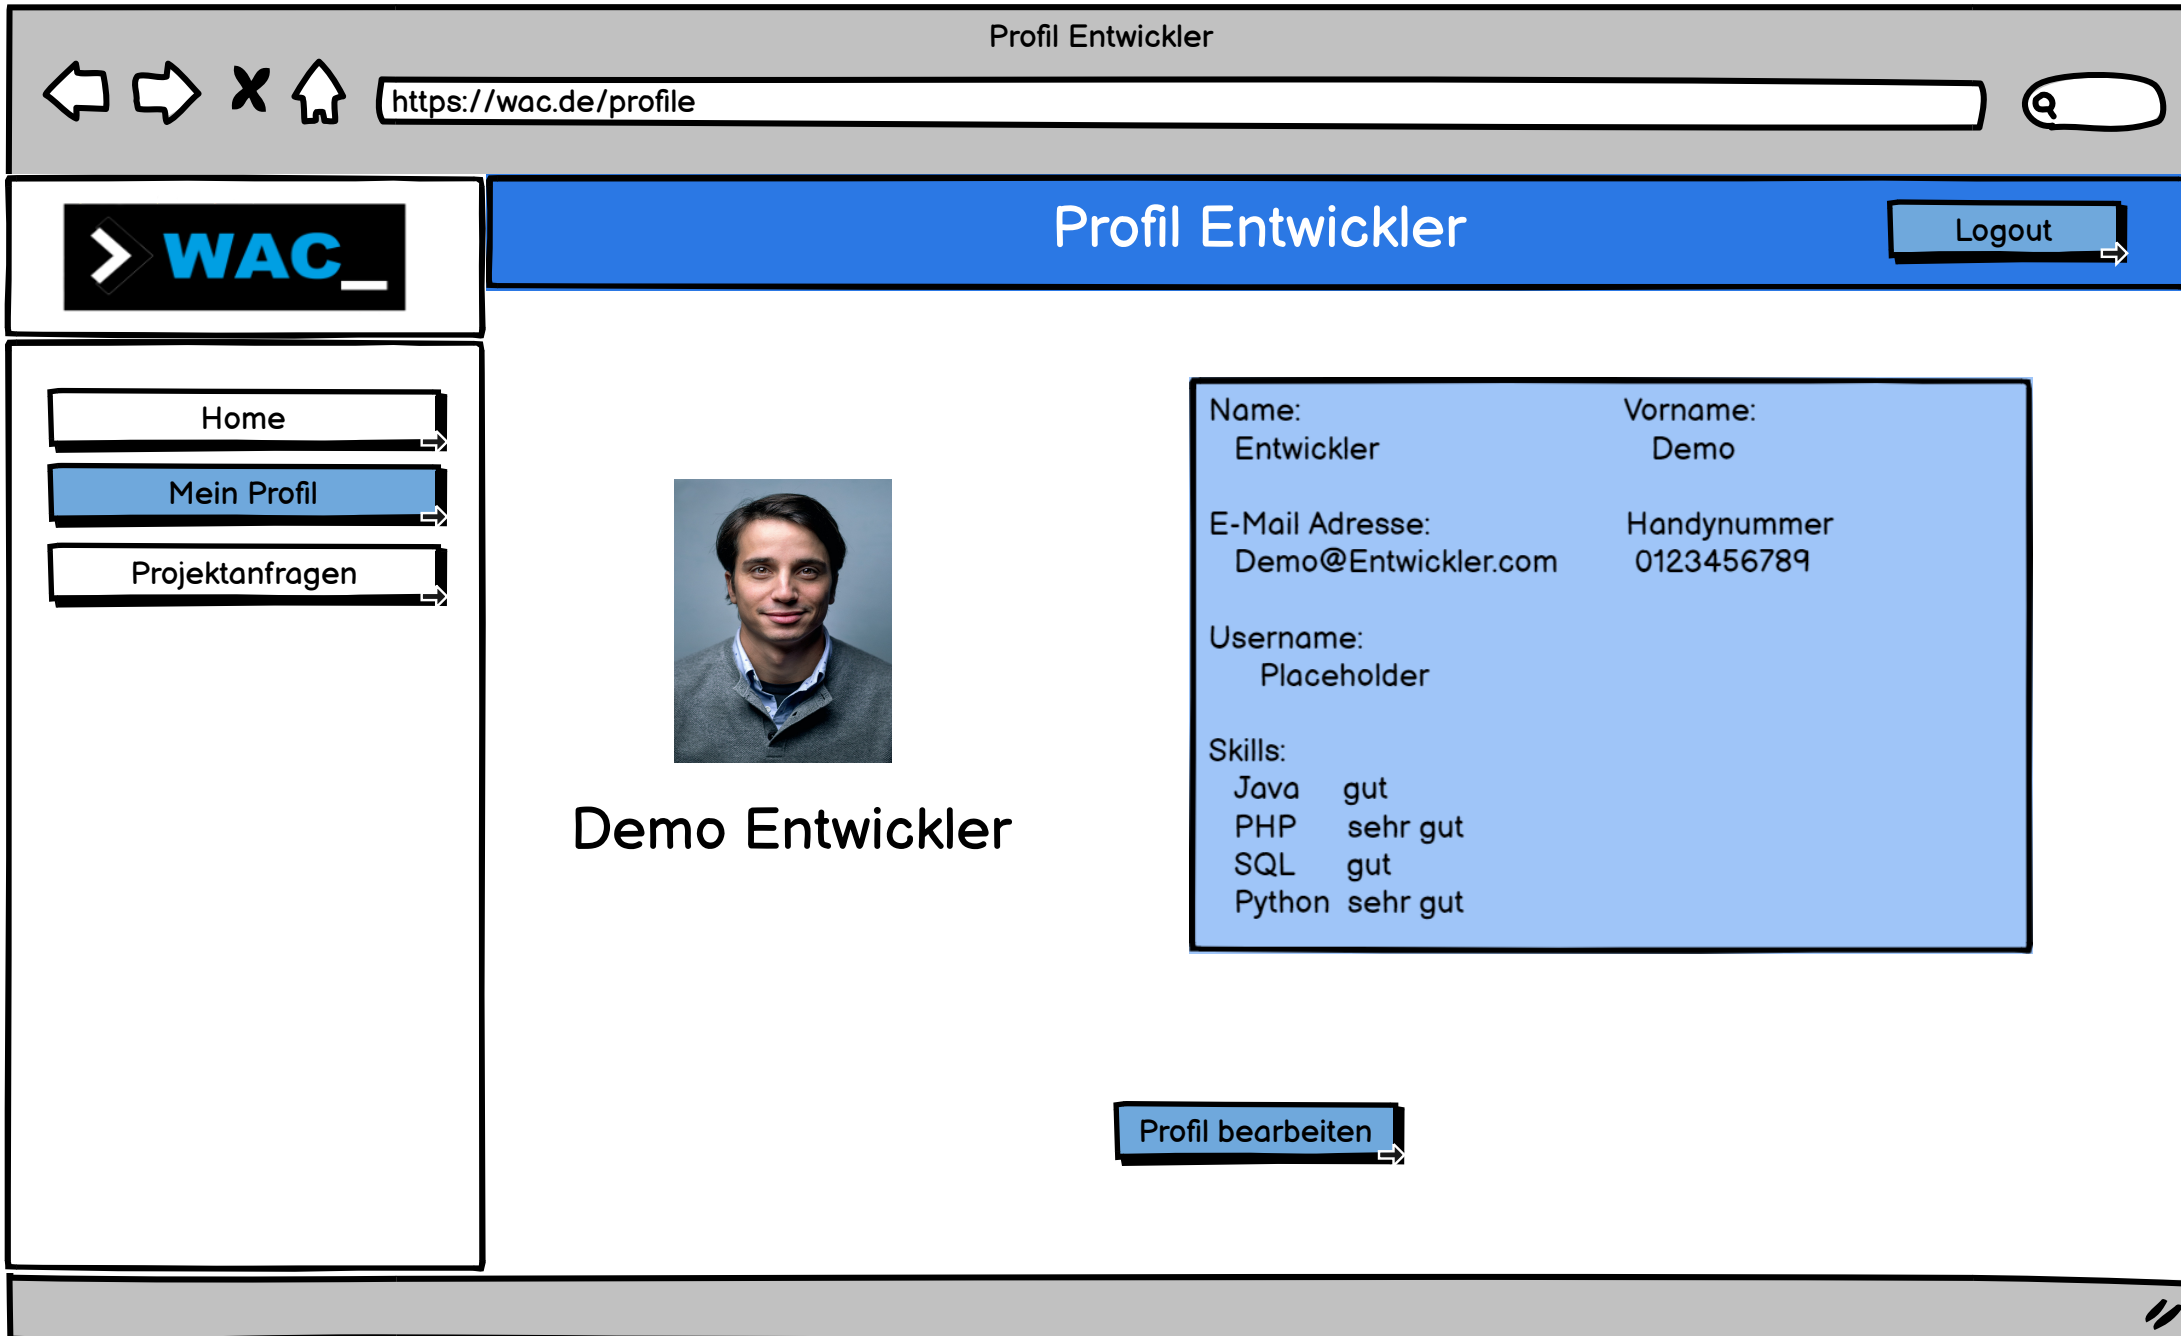 Profil Entwickler
https://wac.de/profile
WAC_
Profil Entwickler
Logout
Home
Mein Profil
Projektanfragen
Demo Entwickler
Name: Vorname:
Entwickler Demo
E-Mail Adresse: Handynummer
Demo@Entwickler.com 0123456789
Username:
Placeholder
Skills:
Java gut
PHP sehr gut
SQL gut
Python sehr gut
Profil bearbeiten